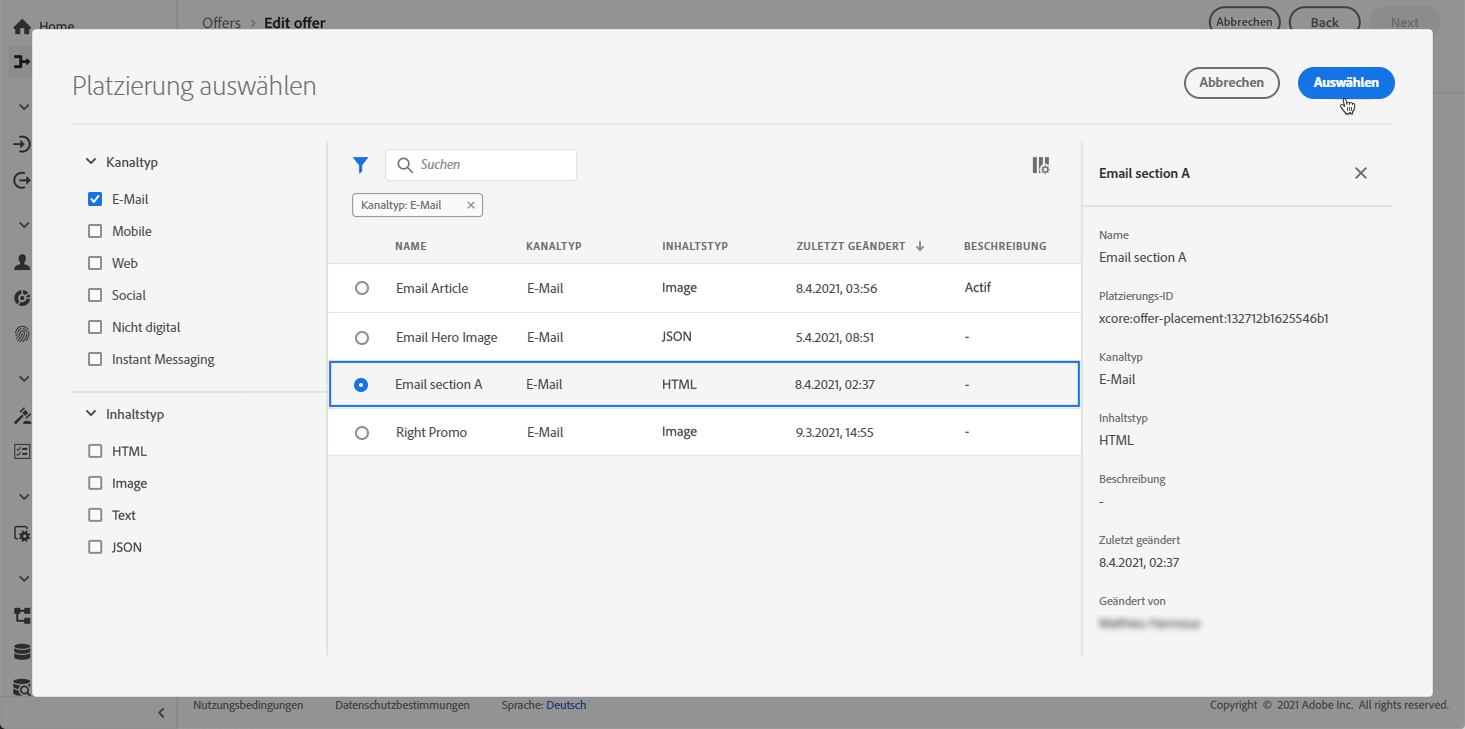 Home
Offers > Edit offer
Abbrechen
Back
Next
Platzierung auswählen
Abbrechen
Auswählen
Kanaltyp
E-Mail
Mobile
Web
Social
Nicht digital
Instant Messaging
Inhaltstyp
HTML
Image
Text
JSON
Suchen
Kanaltyp: E-Mail ×
NAME KANALTYP INHALTSTYP ZULETZT GEÄNDERT ↓ BESCHREIBUNG
Email Article E-Mail Image 8.4.2021, 03:56 Actif
Email Hero Image E-Mail JSON 5.4.2021, 08:51 -
Email section A E-Mail HTML 8.4.2021, 02:37 -
Right Promo E-Mail Image 9.3.2021, 14:55 -
Email section A
Name
Email section A
Platzierungs-ID
xcore:offer-placement:132712b1625546b1
Kanaltyp
E-Mail
Inhaltstyp
HTML
Beschreibung
-
Zuletzt geändert
8.4.2021, 02:37
Geändert von
Nutzungsbedingungen Datenschutzbestimmungen Sprache: Deutsch
Copyright © 2021 Adobe Inc. All rights reserved.